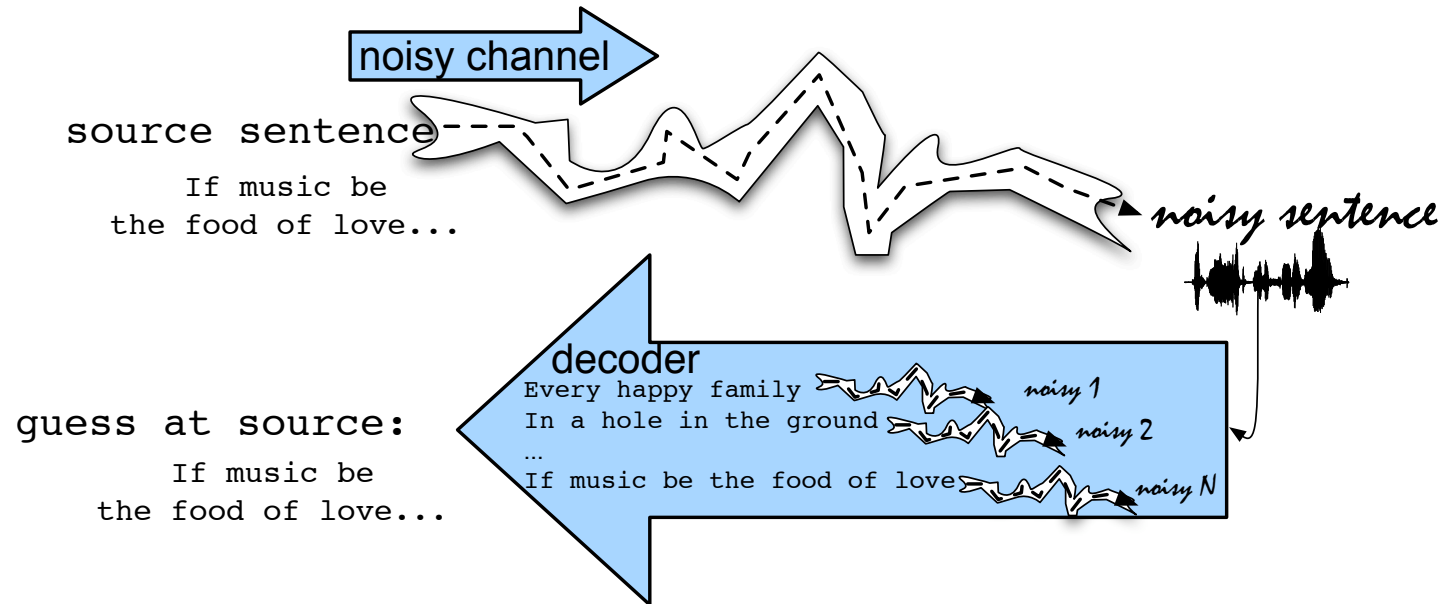 noisy channel
source sentence
If music be
the food of love...
noisy sentence
decoder
Every happy family noisy 1
In a hole in the ground noisy 2
...
If music be the food of love noisy N
guess at source:
If music be
the food of love...